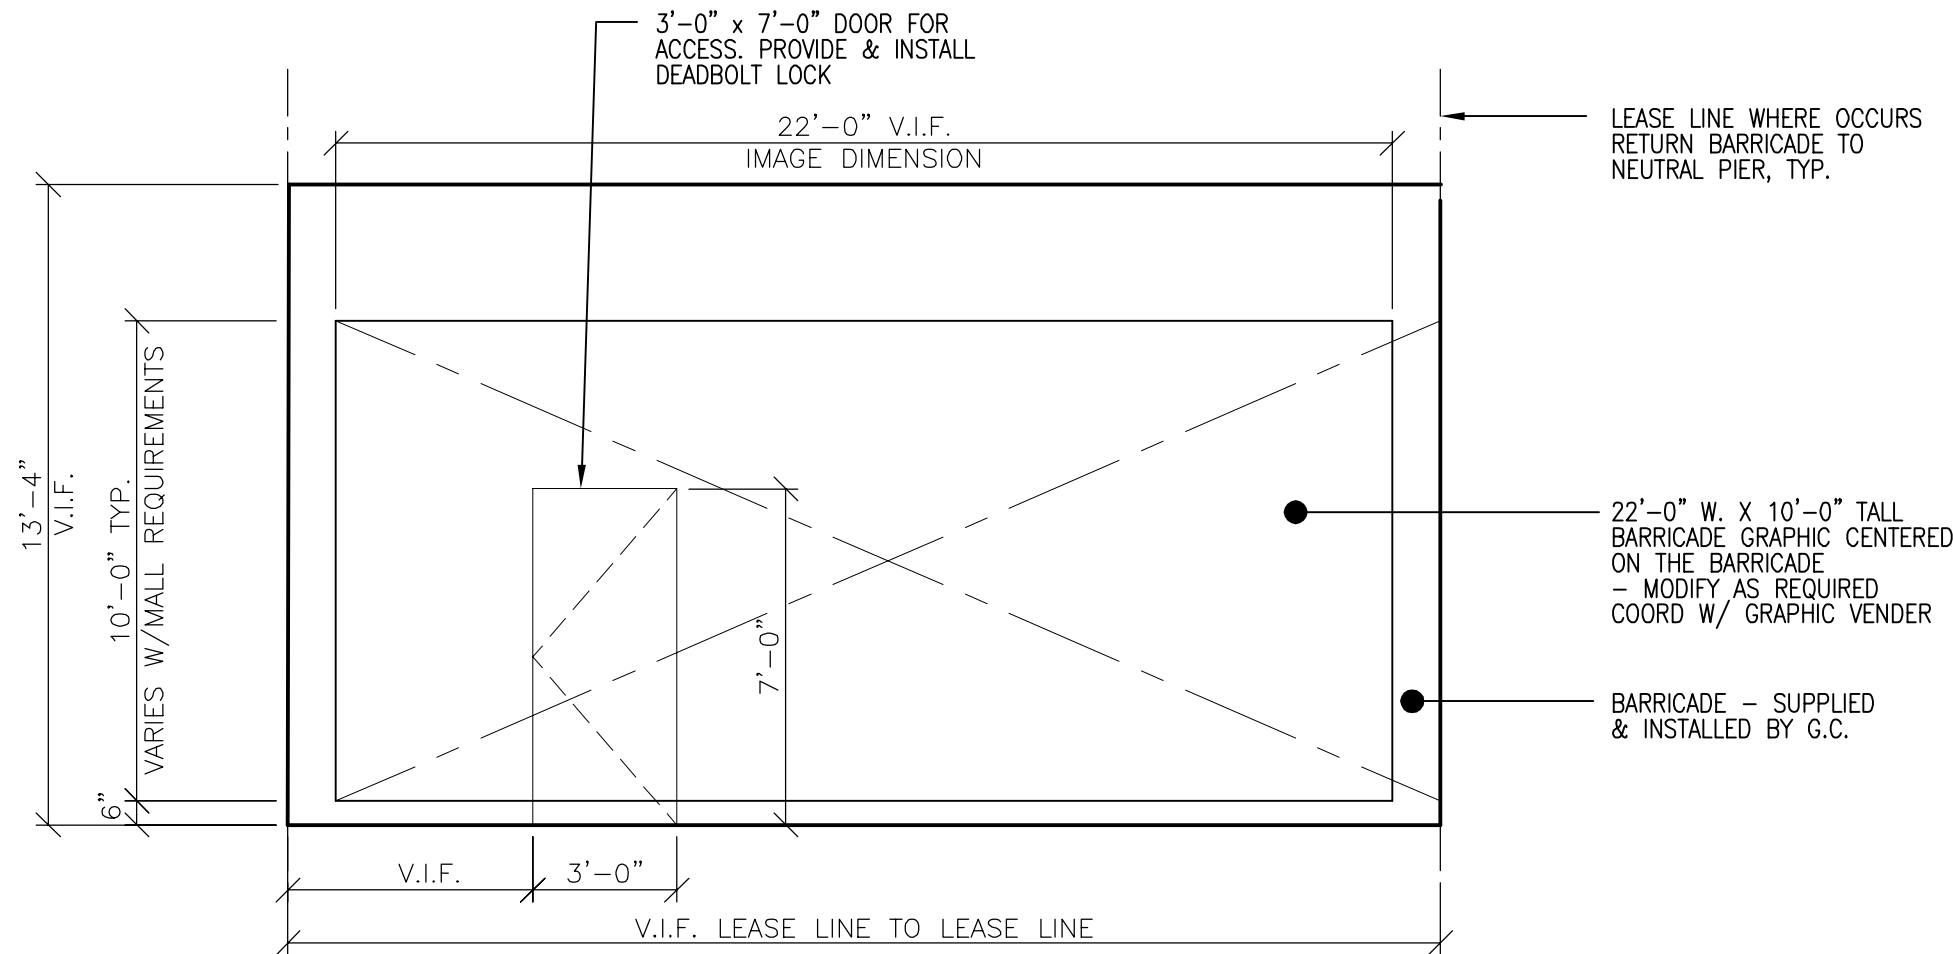 3'-0" x 7'-0" DOOR FOR
ACCESS. PROVIDE & INSTALL
DEADBOLT LOCK
22'-0" V.I.F.
IMAGE DIMENSION
LEASE LINE WHERE OCCURS
RETURN BARRICADE TO
NEUTRAL PIER, TYP.
13'-4"
V.I.F.
10'-0" TYP.
VARIES W/MALL REQUIREMENTS
6"
7'-0"
22'-0" W. X 10'-0" TALL
BARRICADE GRAPHIC CENTERED
ON THE BARRICADE
- MODIFY AS REQUIRED
COORD W/ GRAPHIC VENDER
BARRICADE - SUPPLIED
& INSTALLED BY G.C.
V.I.F.
3'-0"
V.I.F. LEASE LINE TO LEASE LINE